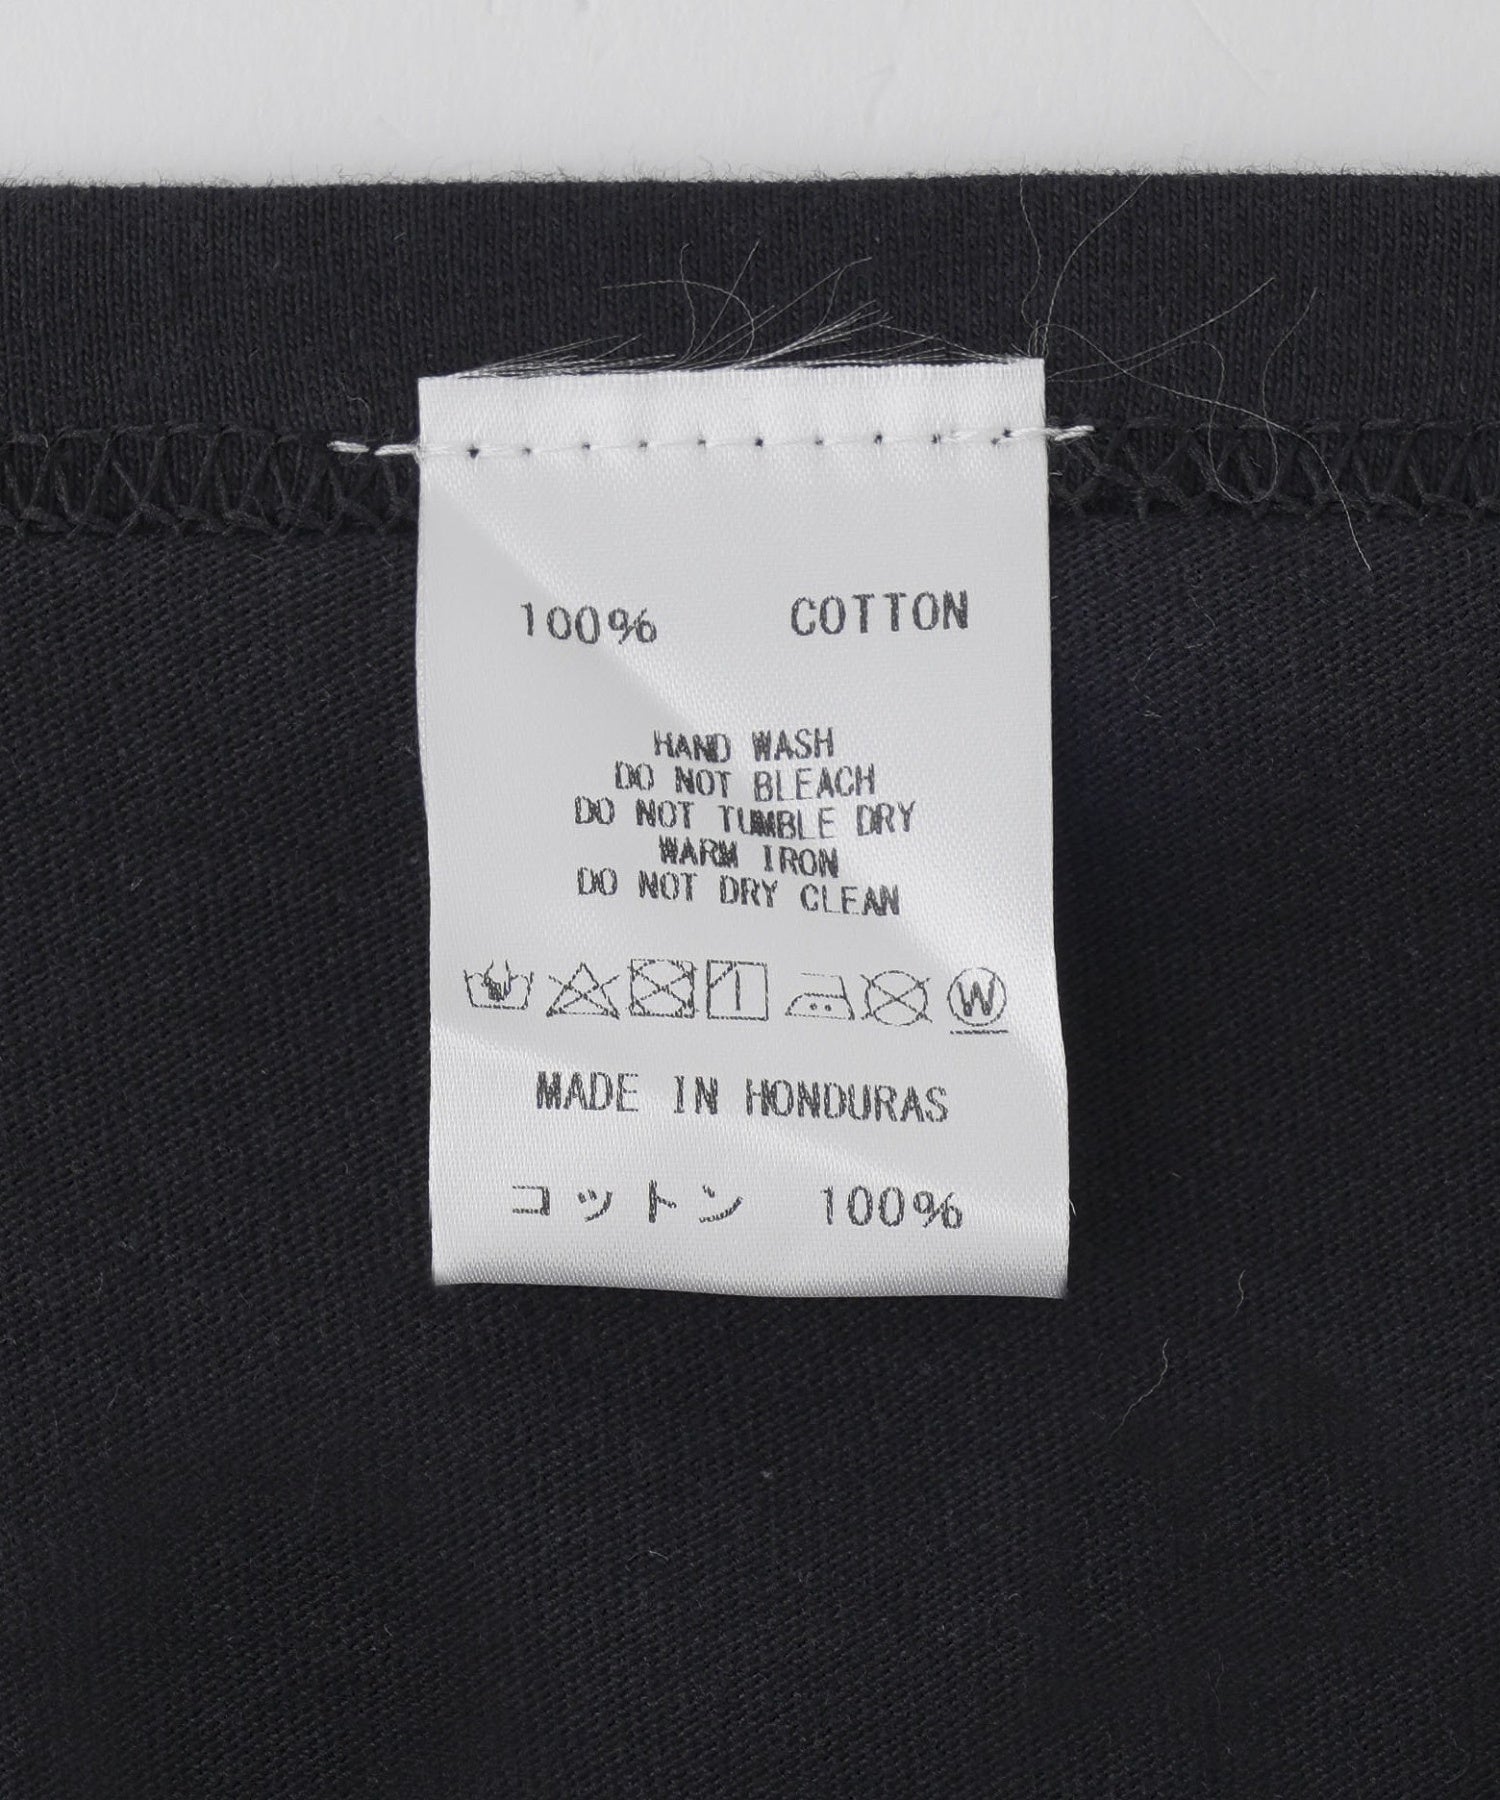 100% COTTON
HAND WASH
DO NOT BLEACH
DO NOT TUMBLE DRY
WARM IRON
DO NOT DRY CLEAN
W
MADE IN HONDURAS
コットン 100%